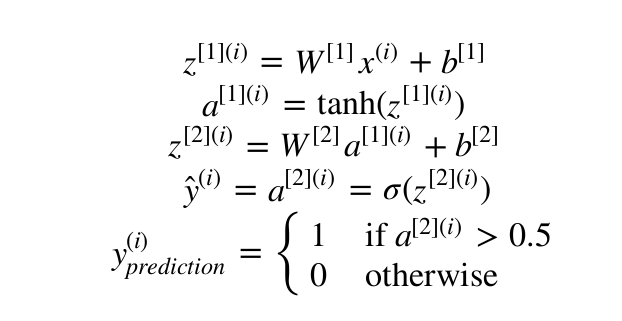 z^{[1](i)} = W^{[1]} x^{(i)} + b^{[1]}
a^{[1](i)} = tanh(z^{[1](i)})
z^{[2](i)} = W^{[2]} a^{[1](i)} + b^{[2]}
ŷ^{(i)} = a^{[2](i)} = σ(z^{[2](i)})
y^{(i)}_{prediction} = { 1 if a^{[2](i)} > 0.5
0 otherwise